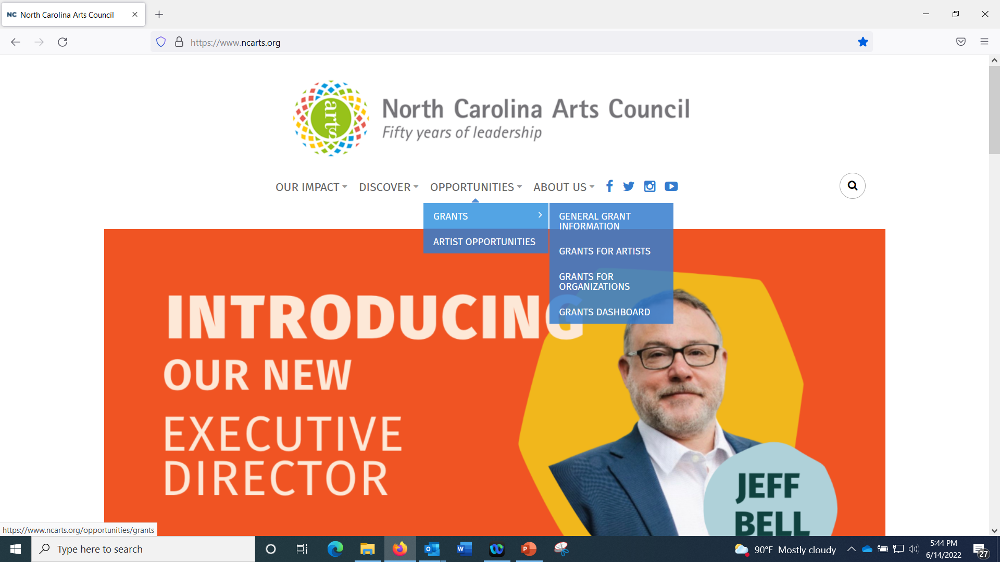 NC North Carolina Arts Council
https://www.ncarts.org
arts
North Carolina Arts Council
Fifty years of leadership
OUR IMPACT
DISCOVER
OPPORTUNITIES
ABOUT US
GRANTS
ARTIST OPPORTUNITIES
GENERAL GRANT
INFORMATION
GRANTS FOR ARTISTS
GRANTS FOR
ORGANIZATIONS
GRANTS DASHBOARD
INTRODUCING
OUR NEW
EXECUTIVE
DIRECTOR
JEFF
BELL
https://www.ncarts.org/opportunities/grants
Type here to search
90°F Mostly cloudy
5:44 PM
6/14/2022
27